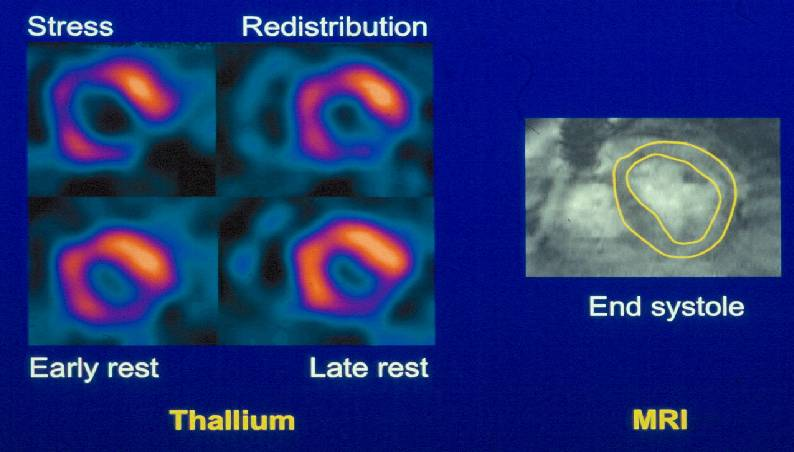 Stress
Redistribution
Early rest
Late rest
Thallium
End systole
MRI